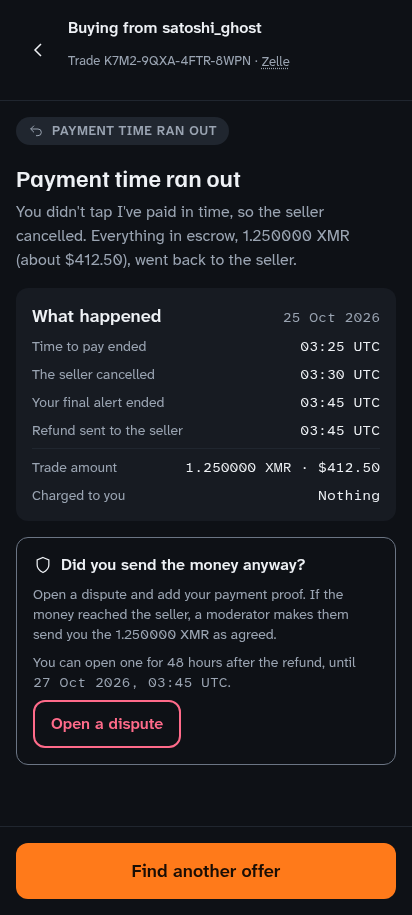 Buying from satoshi_ghost
Trade K7M2-9QXA-4FTR-8WPN · Zelle
PAYMENT TIME RAN OUT
Payment time ran out
You didn't tap I've paid in time, so the seller
cancelled. Everything in escrow, 1.250000 XMR
(about $412.50), went back to the seller.
What happened 25 Oct 2026
Time to pay ended 03:25 UTC
The seller cancelled 03:30 UTC
Your final alert ended 03:45 UTC
Refund sent to the seller 03:45 UTC
Trade amount 1.250000 XMR · $412.50
Charged to you Nothing
Did you send the money anyway?
Open a dispute and add your payment proof. If the
money reached the seller, a moderator makes them
send you the 1.250000 XMR as agreed.
You can open one for 48 hours after the refund, until
27 Oct 2026, 03:45 UTC.
Open a dispute
Find another offer